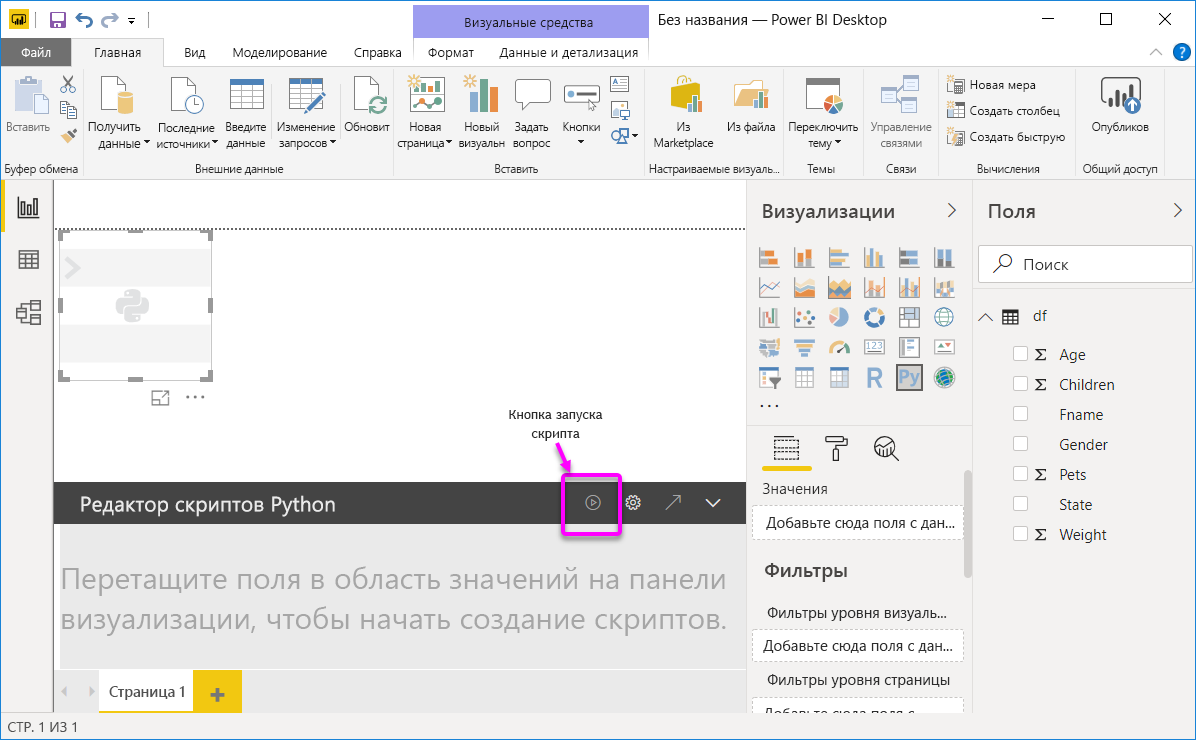 Визуальные средства
Без названия — Power BI Desktop
Файл
Главная
Вид
Моделирование
Справка
Формат
Данные и детализация
Вставить
Получить
данные
Последние
источники
Введите
данные
Изменение
запросов
Обновит
Новая
страница
Новый
визуальн
Задать
вопрос
Кнопки
Из
Marketplace
Из файла
Переключить
тему
Управление
связями
Новая мера
Создать столбец
Создать быструю
Опубликов
Буфер обмена
Внешние данные
Вставить
Настраиваемые визуаль...
Темы
Связи
Вычисления
Общий доступ
Кнопка запуска
скрипта
Редактор скриптов Python
Перетащите поля в область значений на панели
визуализации, чтобы начать создание скриптов.
Страница 1
СТР. 1 ИЗ 1
Визуализации
123
R
Py
Значения
Добавьте сюда поля с дан...
Фильтры
Фильтры уровня визуаль...
Добавьте сюда поля с дан...
Фильтры уровня страницы
Поля
Поиск
df
Σ Age
Σ Children
Fname
Gender
Σ Pets
State
Σ Weight